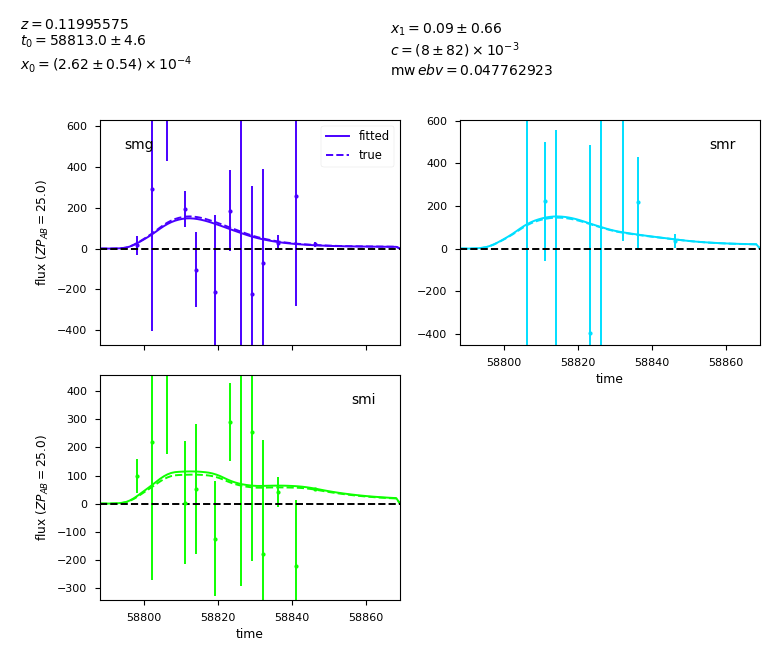 z = 0.11995575
t₀ = 58813.0 ± 4.6
x₀ = (2.62 ± 0.54) × 10⁻⁴
x₁ = 0.09 ± 0.66
c = (8 ± 82) × 10⁻³
mw ebv = 0.047762923
smg
fitted
true
600
400
200
0
−200
−400
flux (ZP_AB = 25.0)
smr
600
400
200
0
−200
−400
58800 58820 58840 58860
time
smi
400
300
200
100
0
−100
−200
−300
flux (ZP_AB = 25.0)
58800 58820 58840 58860
time